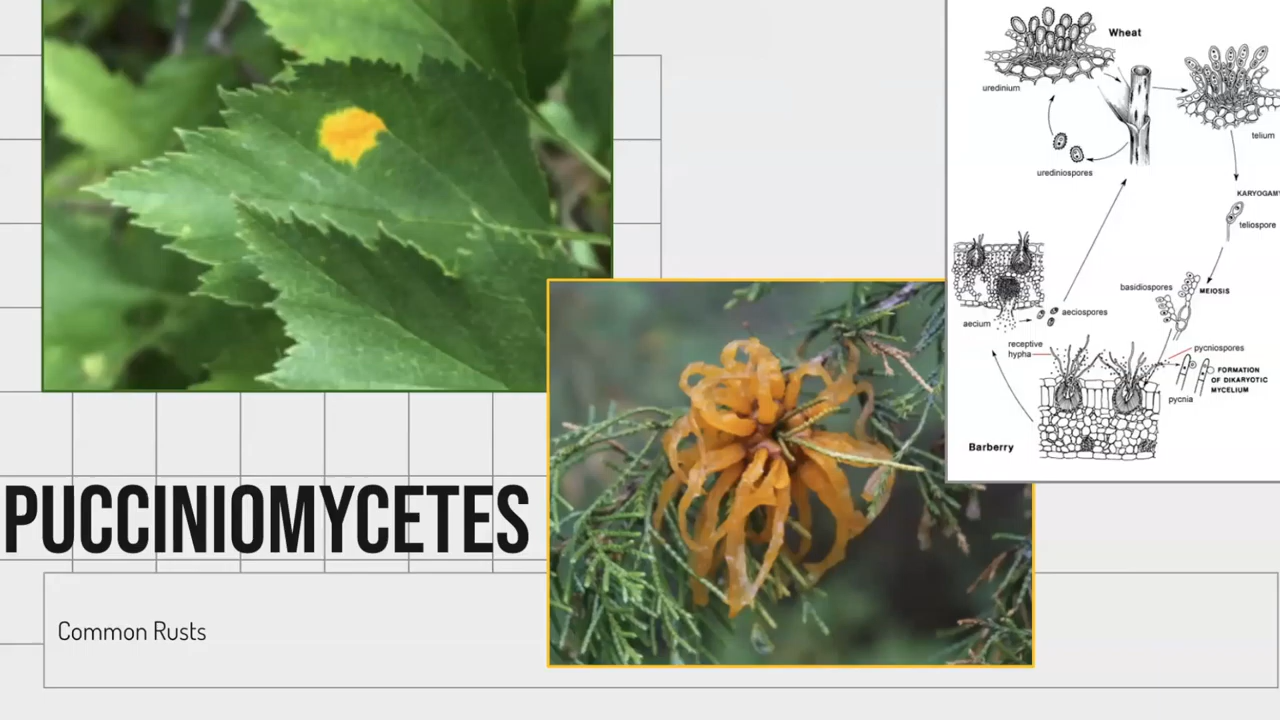 PUCCINIOMYCETES
Common Rusts
Wheat
uredinium
telium
urediniospores
KARYOGAMY
teliospore
basidiospores
MEIOSIS
aeciospores
aecium
receptive
hypha
pycniospores
FORMATION
OF DIKARYOTIC
MYCELIUM
pycnia
Barberry